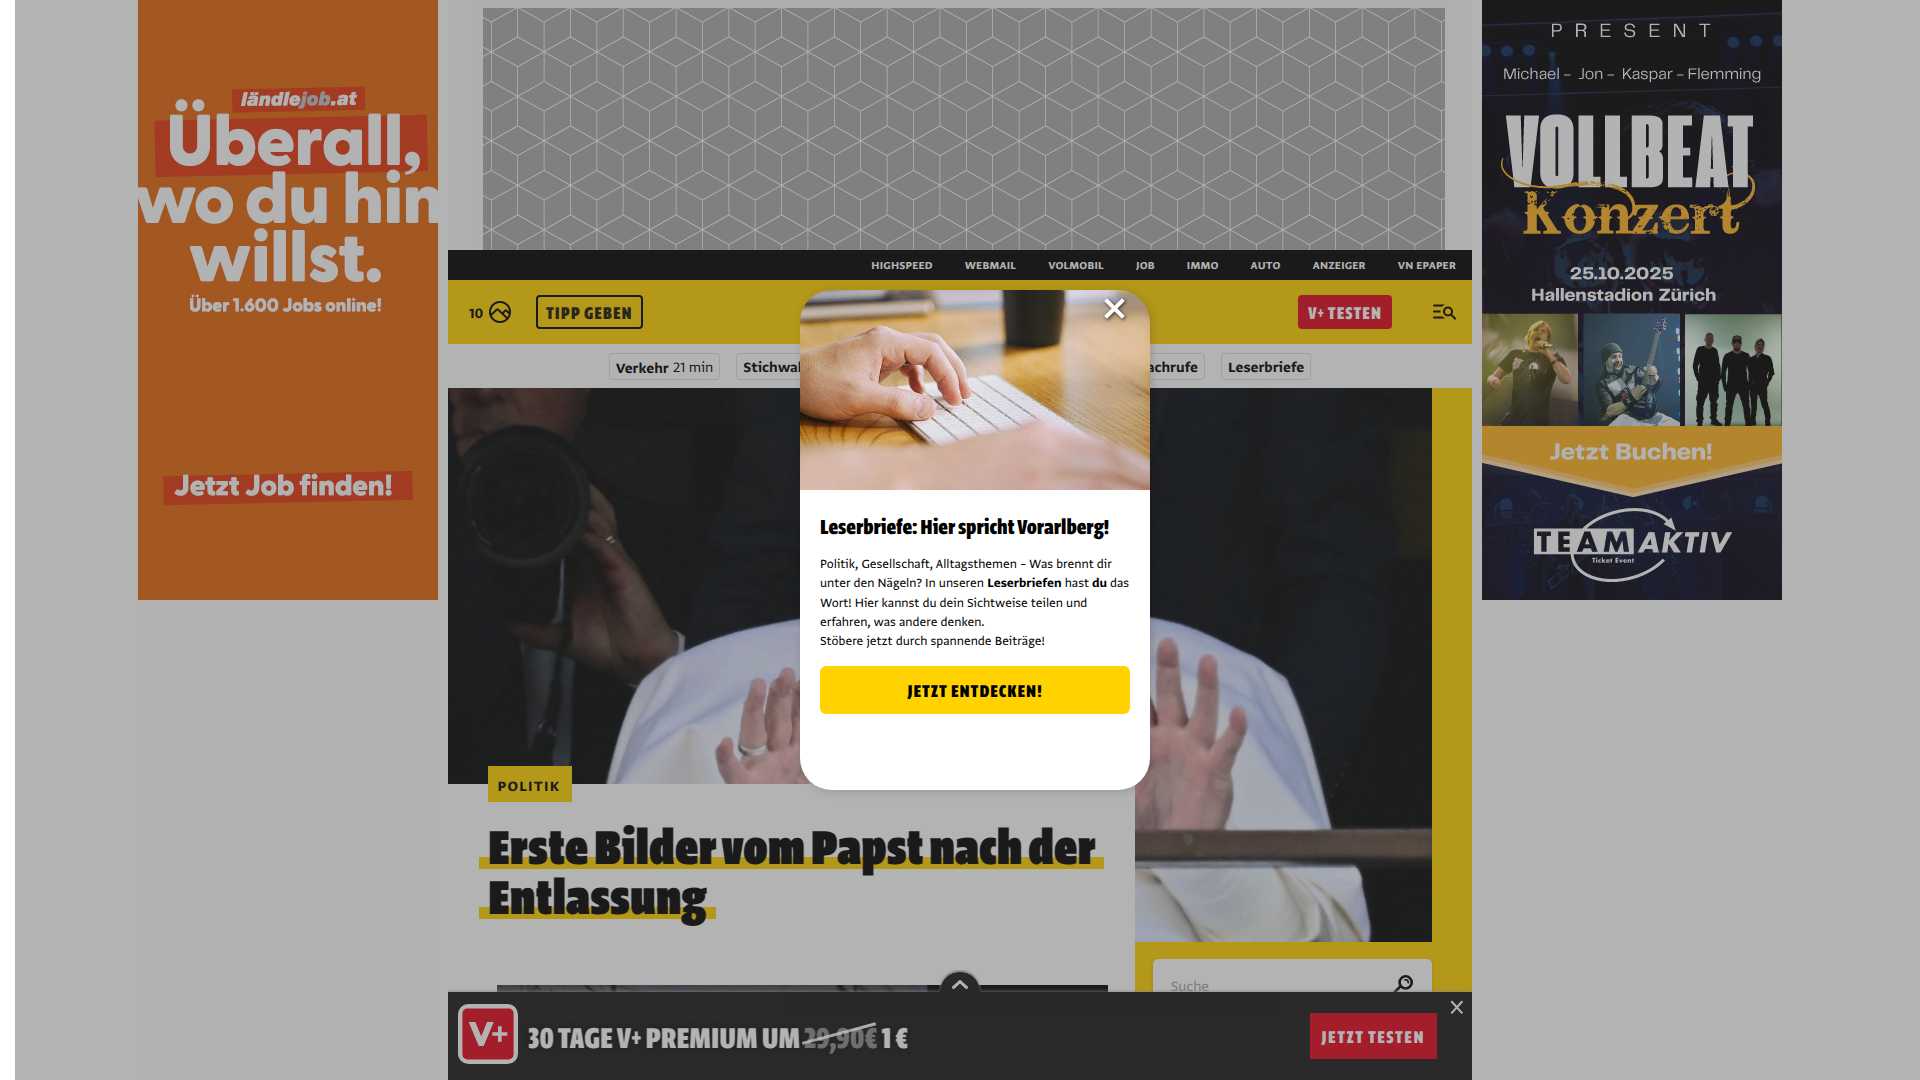 ländlejob.at
Überall,
wo du hin
willst.
Über 1.600 Jobs online!
Jetzt Job finden!
HIGHSPEED WEBMAIL VOLMOBIL JOB IMMO AUTO ANZEIGER VN EPAPER
10 TIPP GEBEN V+ TESTEN
Verkehr 21 min Leserbriefe
Leserbriefe: Hier spricht Vorarlberg!
Politik, Gesellschaft, Alltagsthemen – Was brennt dir
unter den Nägeln? In unseren Leserbriefen hast du das
Wort! Hier kannst du dein Sichtweise teilen und
erfahren, was andere denken.
Stöbere jetzt durch spannende Beiträge!
JETZT ENTDECKEN!
POLITIK
Erste Bilder vom Papst nach der
Entlassung
Suche
V+ 30 TAGE V+ PREMIUM UM 29,90€ 1 €
JETZT TESTEN
PRESENT
Michael – Jon – Kaspar – Flemming
VOLLBEAT
Konzert
25.10.2025
Hallenstadion Zürich
Jetzt Buchen!
TEAM AKTIV
Ticket Event